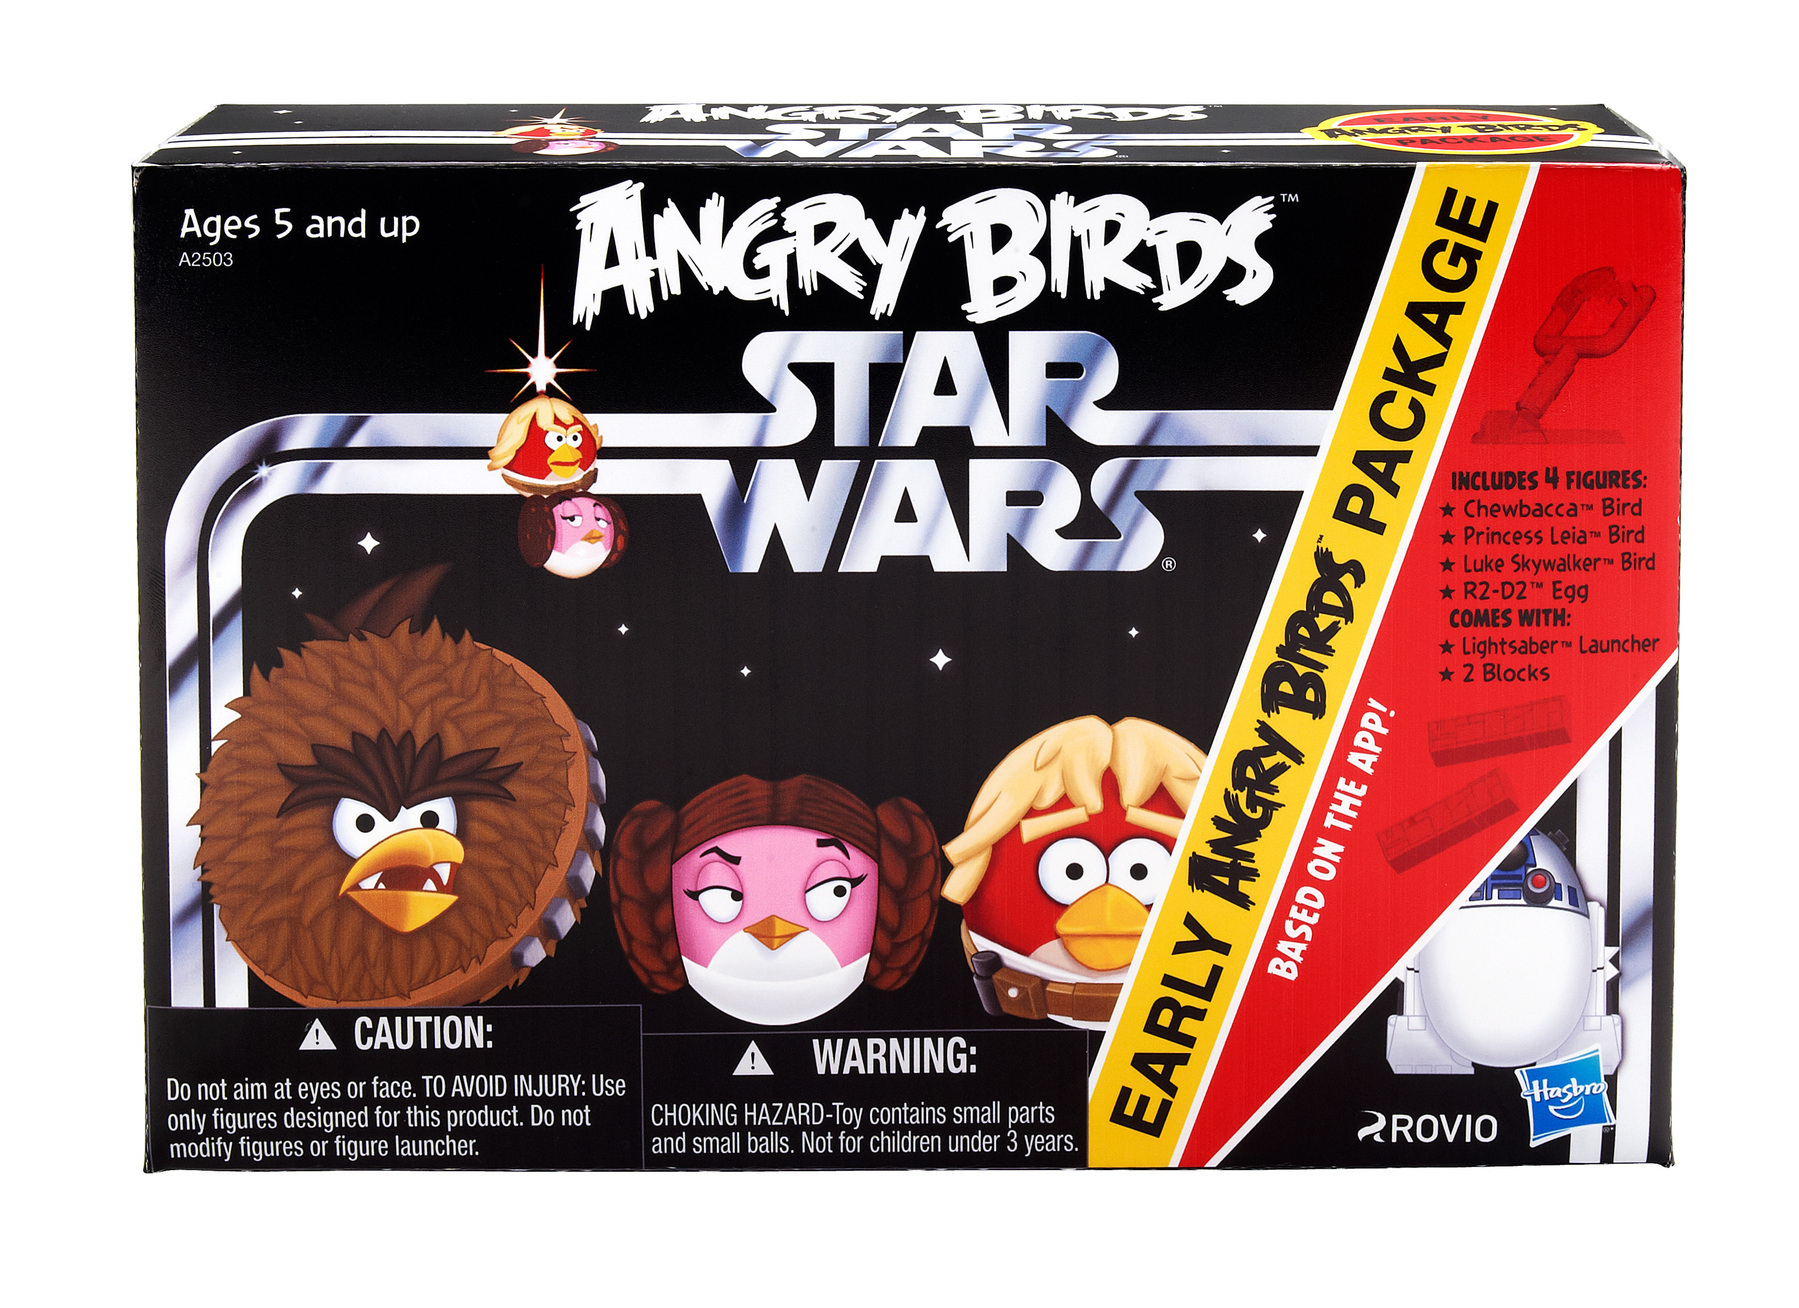 ANGRY BIRDS™
STAR
WARS®
EARLY
ANGRY BIRDS
PACKAGE
Ages 5 and up
A2503
ANGRY BIRDS™
STAR
WARS®
EARLY ANGRY BIRDS™ PACKAGE
BASED ON THE APP!
INCLUDES 4 FIGURES:
★ Chewbacca™ Bird
★ Princess Leia™ Bird
★ Luke Skywalker™ Bird
★ R2-D2™ Egg
COMES WITH:
★ Lightsaber™ Launcher
★ 2 Blocks
CAUTION:
Do not aim at eyes or face. TO AVOID INJURY: Use
only figures designed for this product. Do not
modify figures or figure launcher.
WARNING:
CHOKING HAZARD-Toy contains small parts
and small balls. Not for children under 3 years.
ROVIO
Hasbro